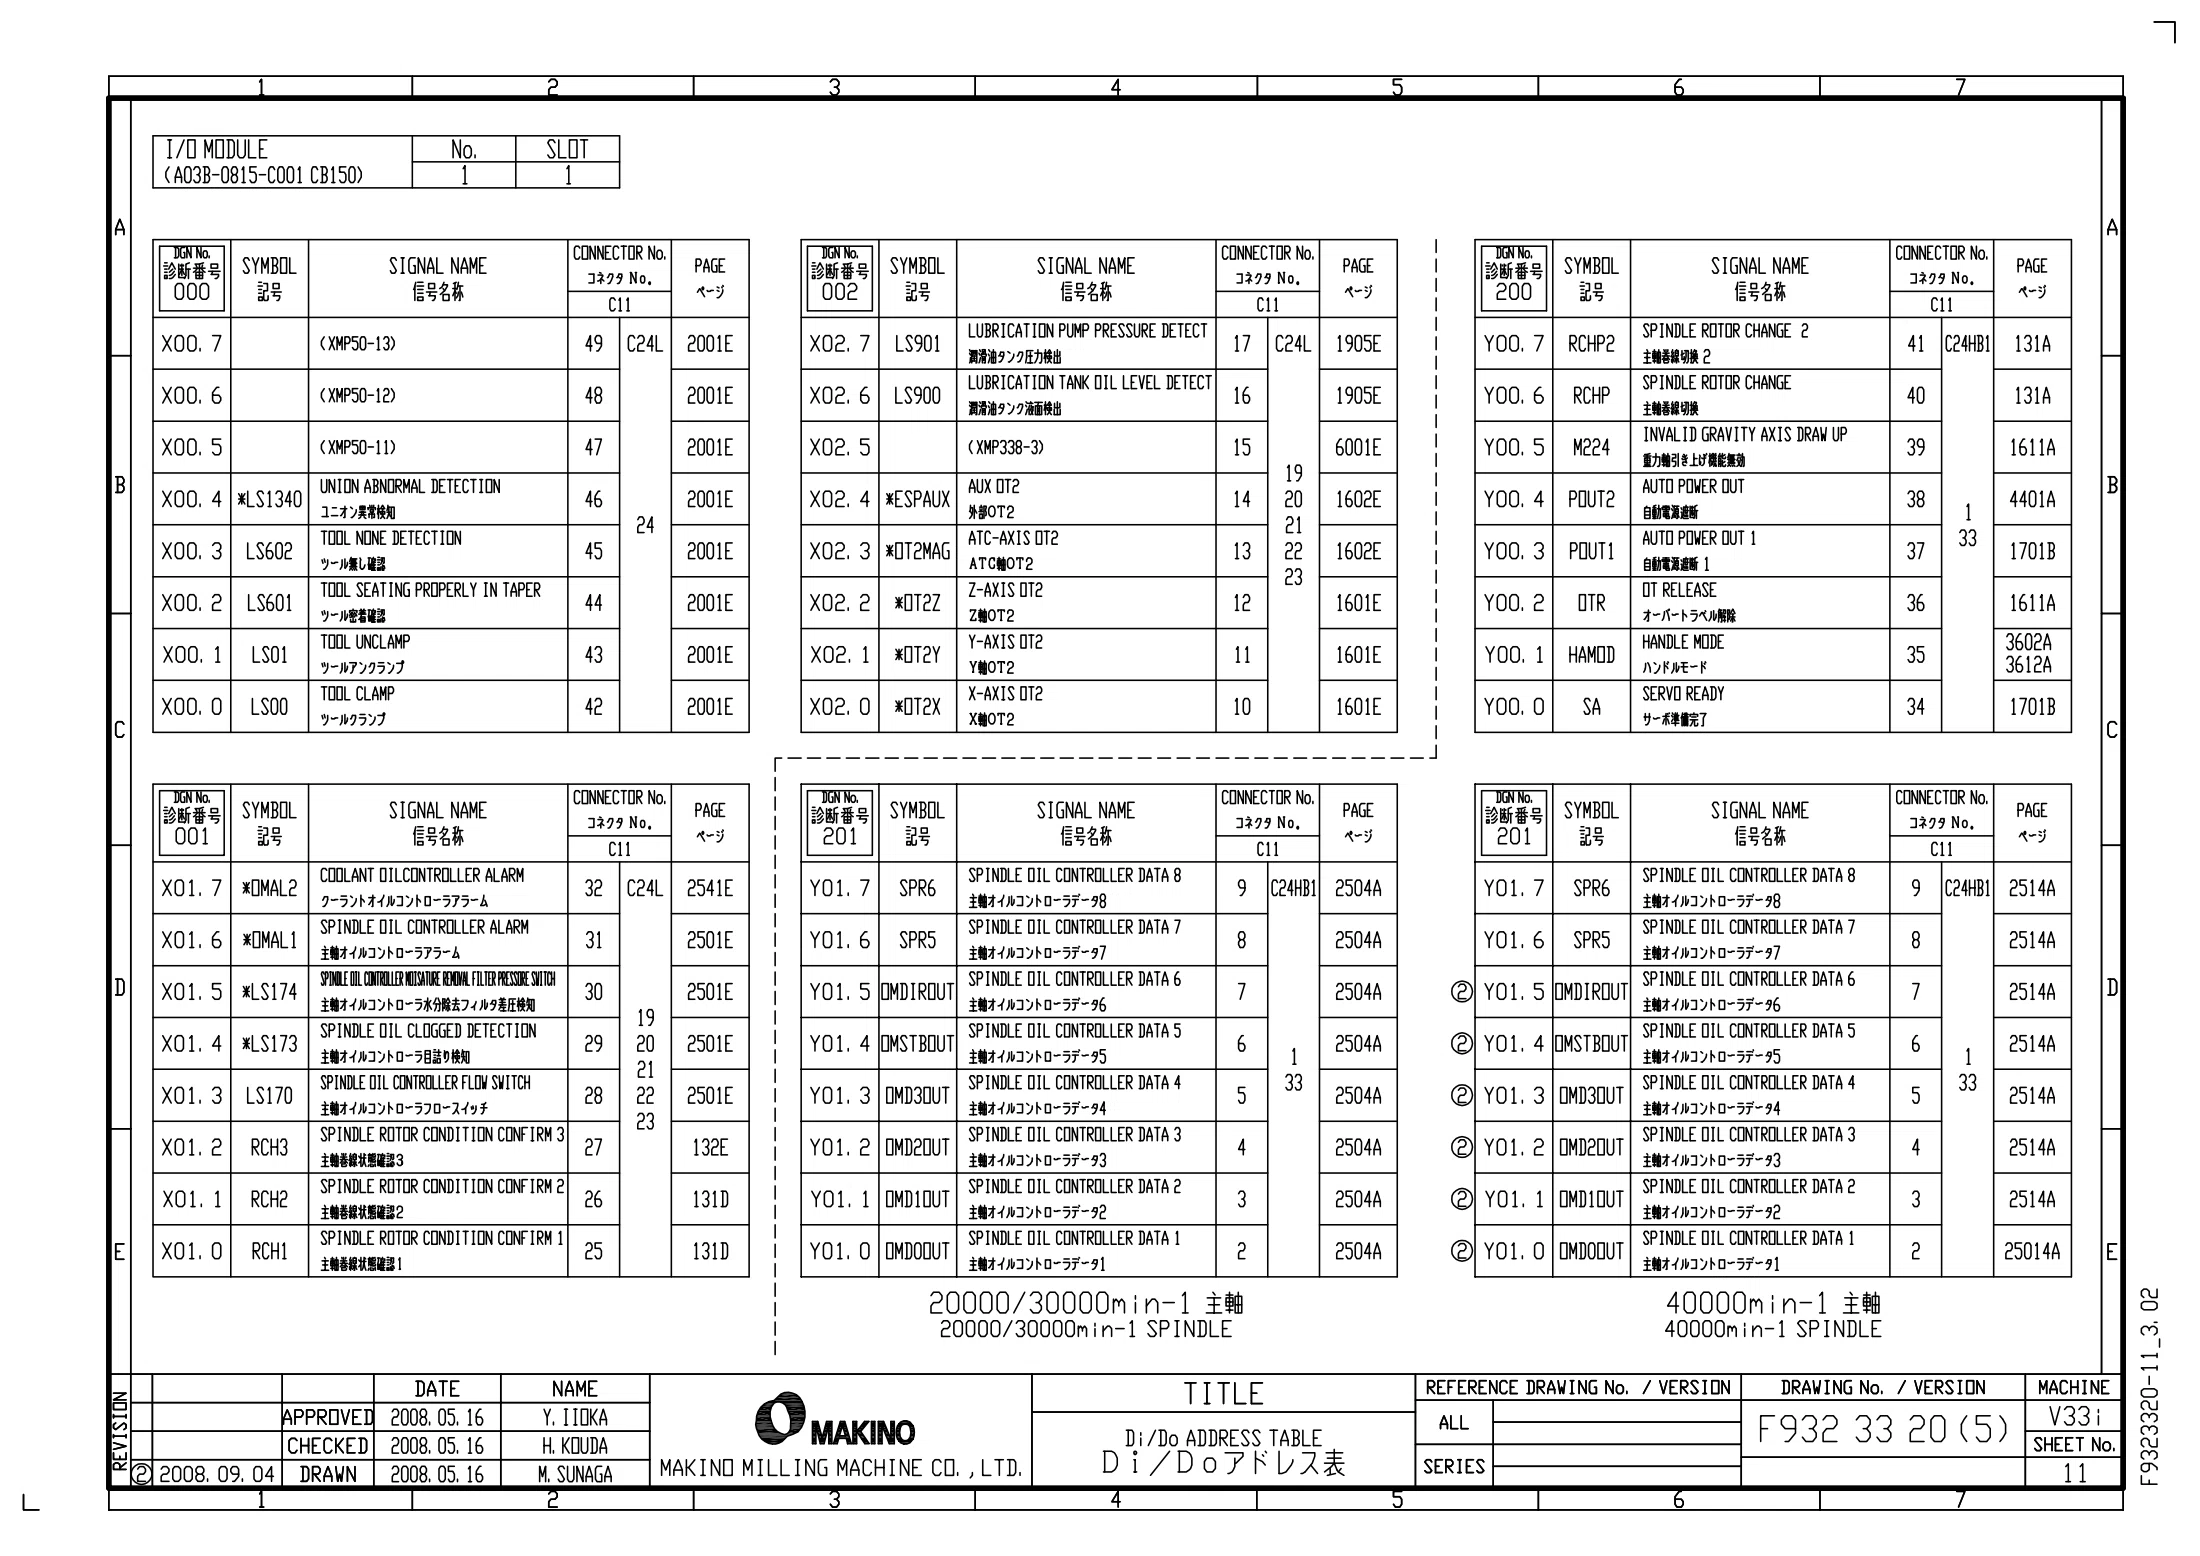 1 2 3 4 5 6 7
I/O MODULE No. SLOT
(A03B-0815-C001 CB150) 1 1
A A
DGN No. 診断番号 000 SYMBOL 記号 SIGNAL NAME 信号名称 CONNECTOR No. コネクタ No. C11 PAGE ページ
X00.7 (XMP50-13) 49 C24L 2001E
X00.6 (XMP50-12) 48 2001E
X00.5 (XMP50-11) 47 2001E
X00.4 *LS1340 UNION ABNORMAL DETECTION 46 2001E
ユニオン異常検知
24
X00.3 LS602 TOOL NONE DETECTION 45 2001E
ツール無し確認
X00.2 LS601 TOOL SEATING PROPERLY IN TAPER 44 2001E
ツール密着確認
X00.1 LS01 TOOL UNCLAMP 43 2001E
ツールアンクランプ
X00.0 LS00 TOOL CLAMP 42 2001E
ツールクランプ
DGN No. 診断番号 002 SYMBOL 記号 SIGNAL NAME 信号名称 CONNECTOR No. コネクタ No. C11 PAGE ページ
X02.7 LS901 LUBRICATION PUMP PRESSURE DETECT 17 C24L 1905E
潤滑油タンク圧力検出
X02.6 LS900 LUBRICATION TANK OIL LEVEL DETECT 16 1905E
潤滑油タンク液面検出
X02.5 (XMP338-3) 15 6001E
19
20
21
22
23
X02.4 *ESPAUX AUX OT2 14 1602E
外部OT2
X02.3 *OT2MAG ATC-AXIS OT2 13 1602E
ATC軸OT2
X02.2 *OT2Z Z-AXIS OT2 12 1601E
Z軸OT2
X02.1 *OT2Y Y-AXIS OT2 11 1601E
Y軸OT2
X02.0 *OT2X X-AXIS OT2 10 1601E
X軸OT2
DGN No. 診断番号 200 SYMBOL 記号 SIGNAL NAME 信号名称 CONNECTOR No. コネクタ No. C11 PAGE ページ
Y00.7 RCHP2 SPINDLE ROTOR CHANGE 2 41 C24HB1 131A
主軸巻線切換 2
Y00.6 RCHP SPINDLE ROTOR CHANGE 40 131A
主軸巻線切換
Y00.5 M224 INVALID GRAVITY AXIS DRAW UP 39 1611A
重力軸引き上げ機能無効
Y00.4 POUT2 AUTO POWER OUT 38 4401A
自動電源遮断
1
33
Y00.3 POUT1 AUTO POWER OUT 1 37 1701B
自動電源遮断 1
Y00.2 OTR OT RELEASE 36 1611A
オーバートラベル解除
Y00.1 HAMOD HANDLE MODE 35 3602A 3612A
ハンドルモード
Y00.0 SA SERVO READY 34 1701B
サーボ準備完了
B B
C C
DGN No. 診断番号 001 SYMBOL 記号 SIGNAL NAME 信号名称 CONNECTOR No. コネクタ No. C11 PAGE ページ
X01.7 *OMAL2 COOLANT OILCONTROLLER ALARM 32 C24L 2541E
クーラントオイルコントローラアラーム
X01.6 *OMAL1 SPINDLE OIL CONTROLLER ALARM 31 2501E
主軸オイルコントローラアラーム
X01.5 *LS174 SPINDLE OIL CONTROLLER MOISATURE REMOVAL FILTER PRESSURE SWITCH 30 2501E
主軸オイルコントローラ水分除去フィルタ差圧検知
X01.4 *LS173 SPINDLE OIL CLOGGED DETECTION 29 2501E
主軸オイルコントローラ目詰り検知
19
20
21
22
23
X01.3 LS170 SPINDLE OIL CONTROLLER FLOW SWITCH 28 2501E
主軸オイルコントローラフロースイッチ
X01.2 RCH3 SPINDLE ROTOR CONDITION CONFIRM 3 27 132E
主軸巻線状態確認3
X01.1 RCH2 SPINDLE ROTOR CONDITION CONFIRM 2 26 131D
主軸巻線状態確認2
X01.0 RCH1 SPINDLE ROTOR CONDITION CONFIRM 1 25 131D
主軸巻線状態確認1
DGN No. 診断番号 201 SYMBOL 記号 SIGNAL NAME 信号名称 CONNECTOR No. コネクタ No. C11 PAGE ページ
Y01.7 SPR6 SPINDLE OIL CONTROLLER DATA 8 9 C24HB1 2504A
主軸オイルコントローラデータ8
Y01.6 SPR5 SPINDLE OIL CONTROLLER DATA 7 8 2504A
主軸オイルコントローラデータ7
Y01.5 OMDIROUT SPINDLE OIL CONTROLLER DATA 6 7 2504A
主軸オイルコントローラデータ6
Y01.4 OMSTBOUT SPINDLE OIL CONTROLLER DATA 5 6 2504A
主軸オイルコントローラデータ5
1
33
Y01.3 OMD3OUT SPINDLE OIL CONTROLLER DATA 4 5 2504A
主軸オイルコントローラデータ4
Y01.2 OMD2OUT SPINDLE OIL CONTROLLER DATA 3 4 2504A
主軸オイルコントローラデータ3
Y01.1 OMD1OUT SPINDLE OIL CONTROLLER DATA 2 3 2504A
主軸オイルコントローラデータ2
Y01.0 OMD0OUT SPINDLE OIL CONTROLLER DATA 1 2 2504A
主軸オイルコントローラデータ1
20000/30000min-1 主軸
20000/30000min-1 SPINDLE
DGN No. 診断番号 201 SYMBOL 記号 SIGNAL NAME 信号名称 CONNECTOR No. コネクタ No. C11 PAGE ページ
Y01.7 SPR6 SPINDLE OIL CONTROLLER DATA 8 9 C24HB1 2514A
主軸オイルコントローラデータ8
Y01.6 SPR5 SPINDLE OIL CONTROLLER DATA 7 8 2514A
主軸オイルコントローラデータ7
② Y01.5 OMDIROUT SPINDLE OIL CONTROLLER DATA 6 7 2514A
主軸オイルコントローラデータ6
② Y01.4 OMSTBOUT SPINDLE OIL CONTROLLER DATA 5 6 2514A
主軸オイルコントローラデータ5
1
33
② Y01.3 OMD3OUT SPINDLE OIL CONTROLLER DATA 4 5 2514A
主軸オイルコントローラデータ4
② Y01.2 OMD2OUT SPINDLE OIL CONTROLLER DATA 3 4 2514A
主軸オイルコントローラデータ3
② Y01.1 OMD1OUT SPINDLE OIL CONTROLLER DATA 2 3 2514A
主軸オイルコントローラデータ2
② Y01.0 OMD0OUT SPINDLE OIL CONTROLLER DATA 1 2 25014A
主軸オイルコントローラデータ1
40000min-1 主軸
40000min-1 SPINDLE
D D
E E
REVISION
DATE NAME
APPROVED 2008.05.16 Y. IIOKA
CHECKED 2008.05.16 H. KOUDA
② 2008.09.04 DRAWN 2008.05.16 M. SUNAGA
MAKINO
MAKINO MILLING MACHINE CO.,LTD.
TITLE
Di/Do ADDRESS TABLE
Di/Doアドレス表
REFERENCE DRAWING No. / VERSION
ALL
SERIES
DRAWING No. / VERSION
F932 33 20(5)
MACHINE
V33i
SHEET No.
11
1 2 3 4 5 6 7
F9323320-11_3.02